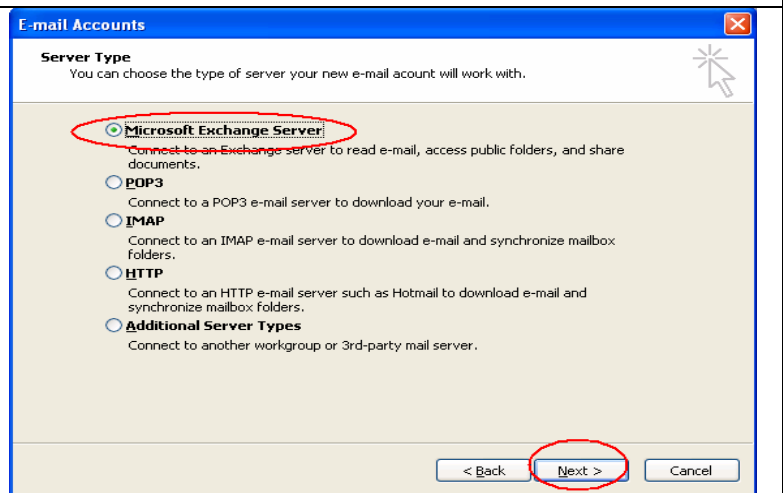 E-mail Accounts
Server Type
You can choose the type of server your new e-mail acount will work with.
Microsoft Exchange Server
Connect to an Exchange server to read e-mail, access public folders, and share
documents.
POP3
Connect to a POP3 e-mail server to download your e-mail.
IMAP
Connect to an IMAP e-mail server to download e-mail and synchronize mailbox
folders.
HTTP
Connect to an HTTP e-mail server such as Hotmail to download e-mail and
synchronize mailbox folders.
Additional Server Types
Connect to another workgroup or 3rd-party mail server.
< Back Next > Cancel